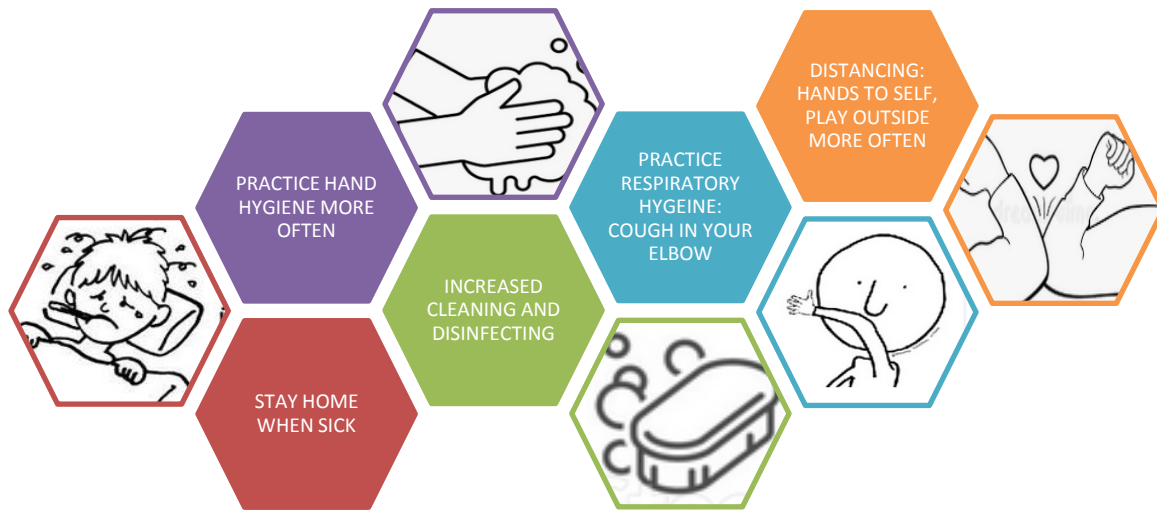 PRACTICE HAND
HYGIENE MORE
OFTEN
STAY HOME
WHEN SICK
INCREASED
CLEANING AND
DISINFECTING
PRACTICE
RESPIRATORY
HYGEINE:
COUGH IN YOUR
ELBOW
DISTANCING:
HANDS TO SELF,
PLAY OUTSIDE
MORE OFTEN